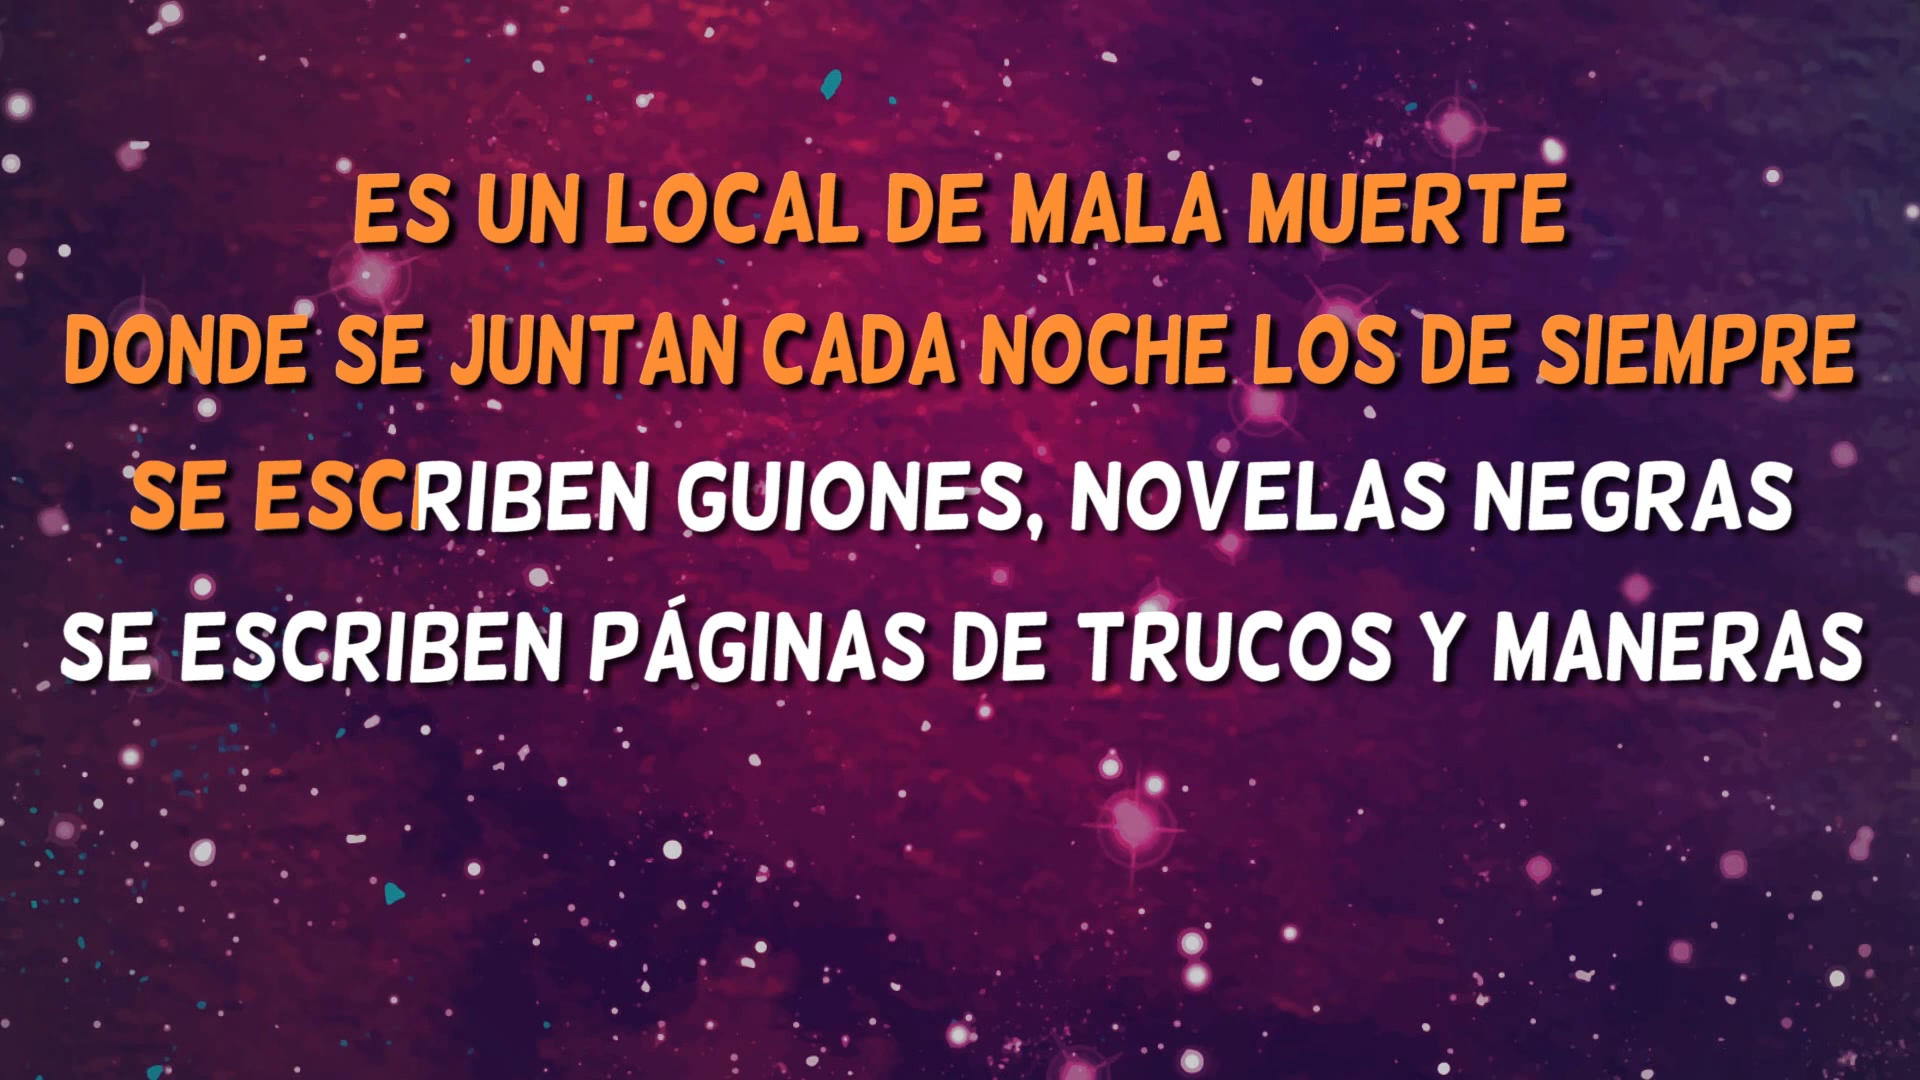 ES UN LOCAL DE MALA MUERTE
DONDE SE JUNTAN CADA NOCHE LOS DE SIEMPRE
SE ESCRIBEN GUIONES, NOVELAS NEGRAS
SE ESCRIBEN PÁGINAS DE TRUCOS Y MANERAS